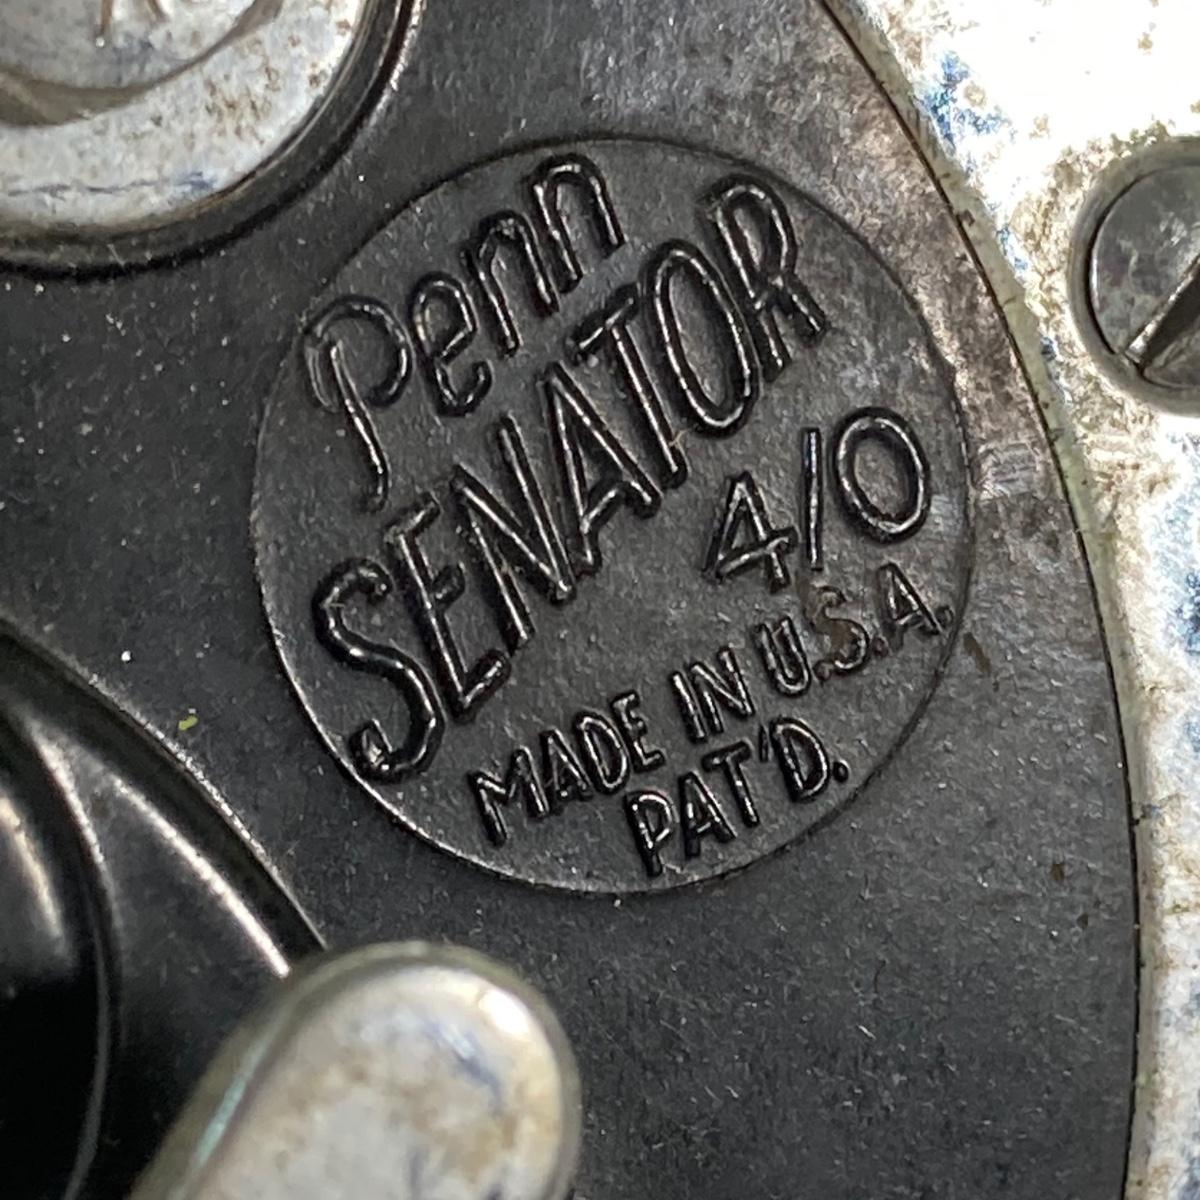 Penn
SENATOR
4/0
MADE IN U.S.A.
PAT'D.